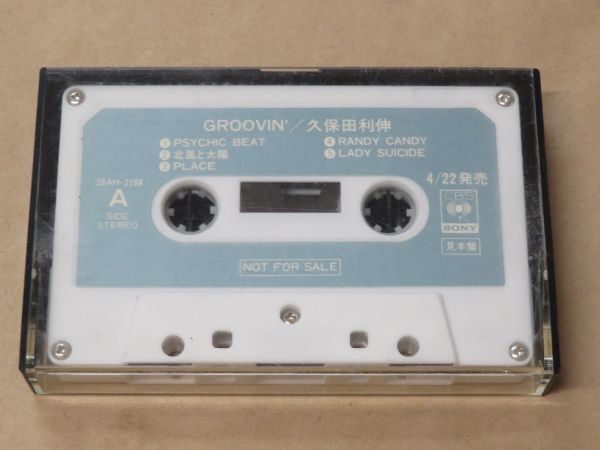 GROOVIN'／久保田利伸
① PSYCHIC BEAT
② 北風と太陽
③ PLACE
④ RANDY CANDY
⑤ LADY SUICIDE
28AH-2168
A
SIDE
STEREO
4/22発売
CBS
SONY
見本盤
NOT FOR SALE